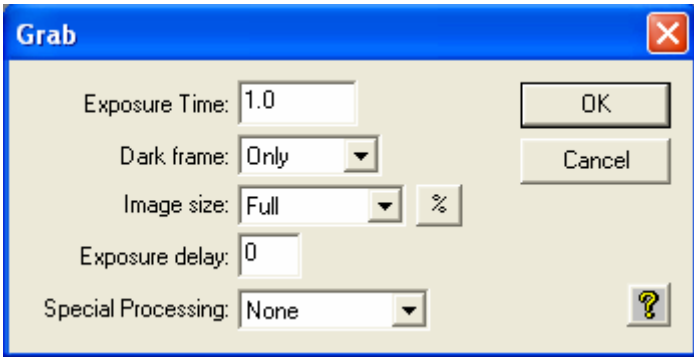 Grab
Exposure Time: 1.0
OK
Dark frame: Only
Cancel
Image size: Full %
Exposure delay: 0
Special Processing: None
?